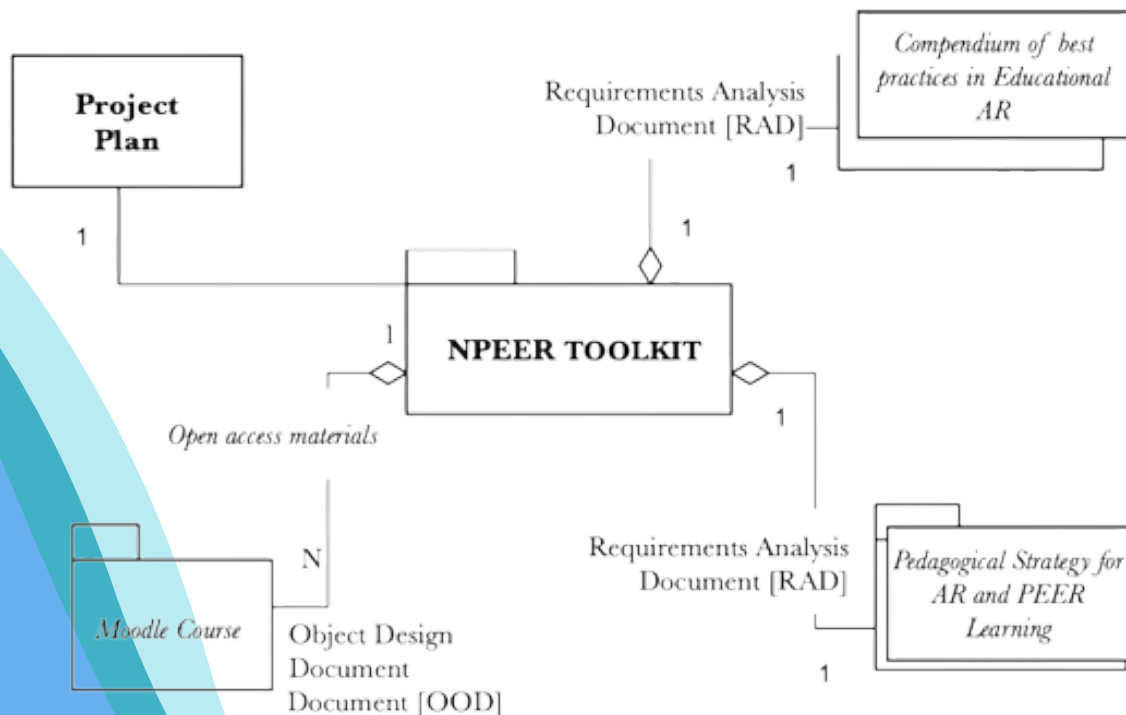 Project
Plan
1
Compendium of best
practices in Educational
AR
Requirements Analysis
Document [RAD]
1
1
1
NPEER TOOLKIT
1
Open access materials
N
Moodle Course
Object Design
Document
Document [OOD]
Requirements Analysis
Document [RAD]
1
Pedagogical Strategy for
AR and PEER
Learning